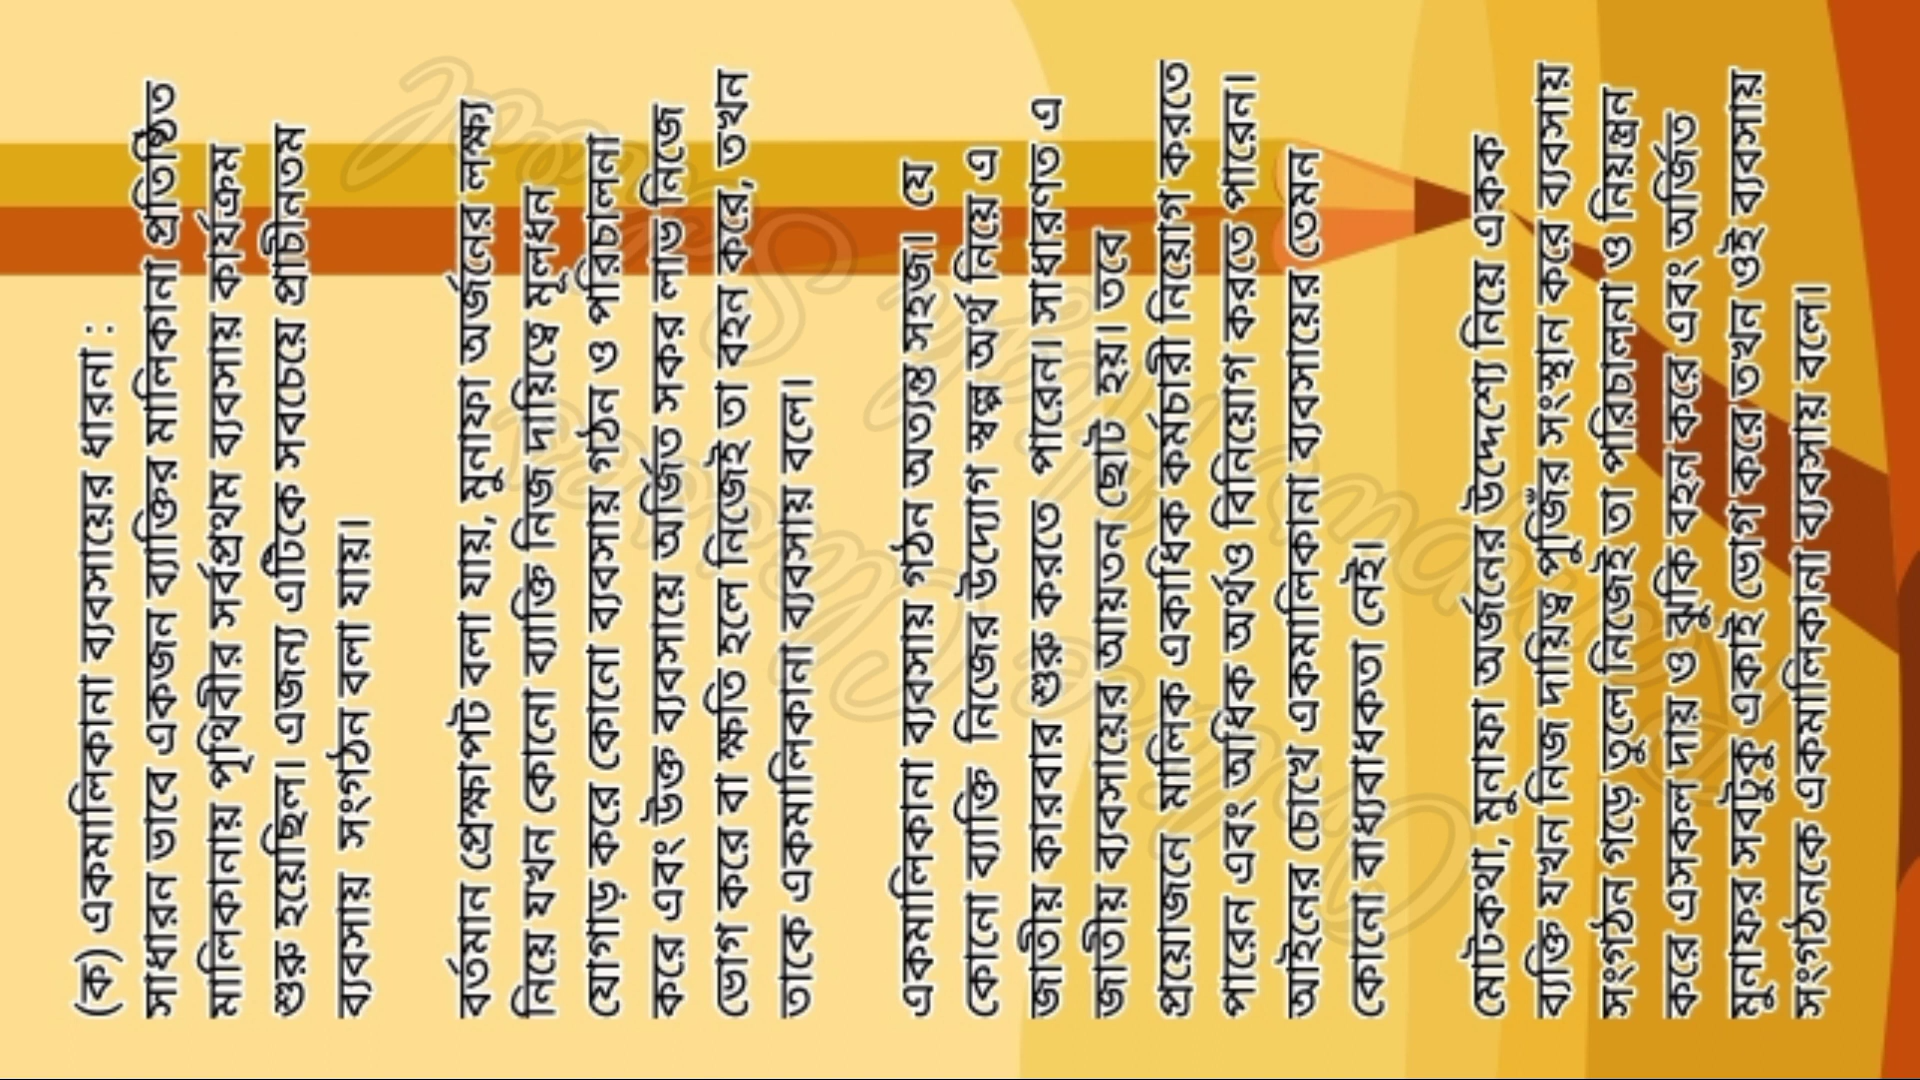 (ক) একমালিকানা ব্যবসায়ের ধারনা :
সাধারন ভাবে একজন ব্যাক্তির মালিকানা প্রতিষ্ঠিত
মালিকানায় পৃথিবীর সর্বপ্রথম ব্যবসায় কার্যক্রম
শুরু হয়েছিল। এজন্য এটিকে সবচেয়ে প্রাচীনতম
ব্যবসায় সংগঠন বলা যায়।
বর্তমান প্রেক্ষাপট বলা যায়, মুনাফা অর্জনের লক্ষ্য
নিয়ে যখন কোনো ব্যাক্তি নিজ দায়িত্বে মূলধন
যোগাড় করে কোনো ব্যবসায় গঠন ও পরিচালনা
করে এবং উক্ত ব্যবসায়ে অর্জিত সকর লাভ নিজে
ভোগ করে বা ক্ষতি হলে নিজেই তা বহন করে, তখন
তাকে একমালিকানা ব্যবসায় বলে।
একমালিকানা ব্যবসায় গঠন অত্যন্ত সহজ। যে
কোনো ব্যাক্তি নিজের উদ্যোগ স্বল্প অর্থ নিয়ে এ
জাতীয় কারবার শুরু করতে পারেন। সাধারণত এ
জাতীয় ব্যবসায়ের আয়তন ছোট হয়। তবে
প্রয়োজনে মালিক একাধিক কর্মচারী নিয়োগ করতে
পারেন এবং অধিক অর্থও বিনিয়োগ করতে পারেন।
আইনের চোখে একমালিকানা ব্যবসায়ের তেমন
কোনো বাধ্যবাধকতা নেই।
মোটকথা, মুনাফা অর্জনের উদ্দেশ্যে নিয়ে একক
ব্যক্তি যখন নিজ দায়িত্ব পুজিঁর সংস্থান করে ব্যবসায়
সংগঠন গড়ে তুলে নিজেই তা পরিচালনা ও নিয়ন্ত্রন
করে এসকল দায় ও ঝুকি বহন করে এবং অর্জিত
মুনাফর সবটুকু একাই ভোগ করে তখন ওই ব্যবসায়
সংগঠনকে একমালিকানা ব্যবসায় বলে।